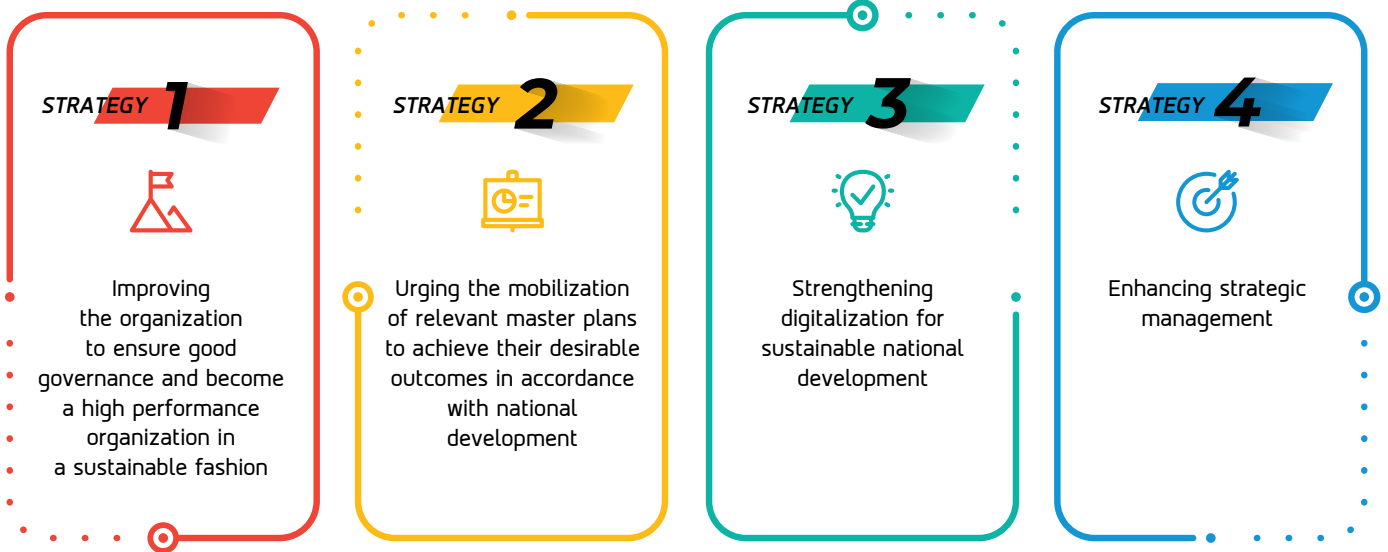 STRATEGY 1
Improving
the organization
to ensure good
governance and become
a high performance
organization in
a sustainable fashion
STRATEGY 2
Urging the mobilization
of relevant master plans
to achieve their desirable
outcomes in accordance
with national
development
STRATEGY 3
Strengthening
digitalization for
sustainable national
development
STRATEGY 4
Enhancing strategic
management